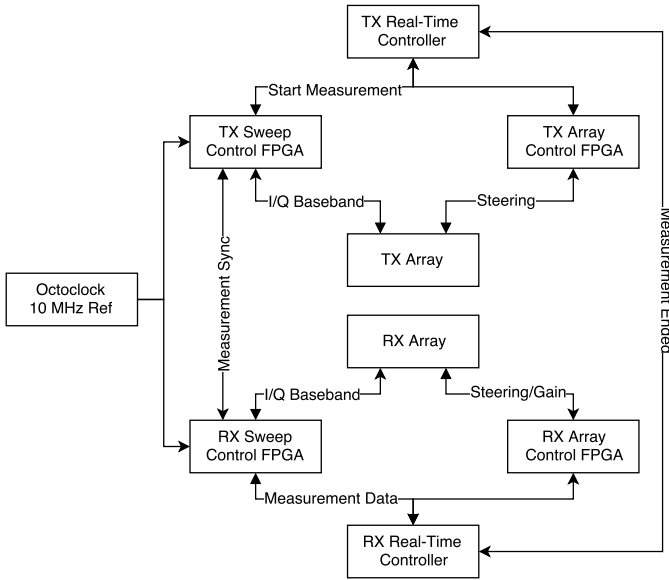 TX Real-Time
Controller
Start Measurement
TX Sweep
Control FPGA
TX Array
Control FPGA
I/Q Baseband
Steering
TX Array
Measurement Sync
Measurement Ended
Octoclock
10 MHz Ref
RX Array
I/Q Baseband
Steering/Gain
RX Sweep
Control FPGA
RX Array
Control FPGA
Measurement Data
RX Real-Time
Controller